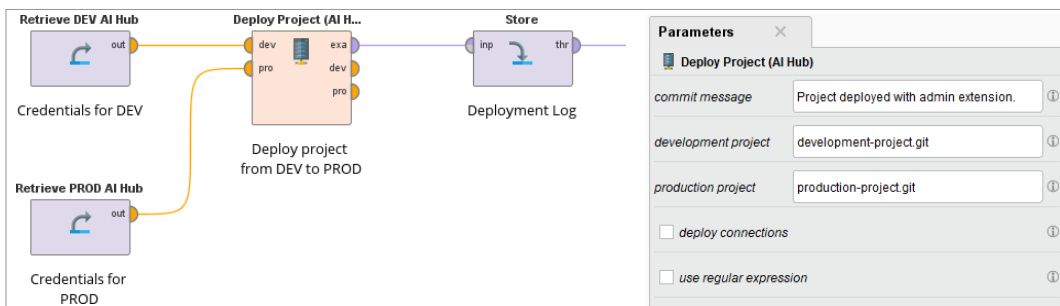 Retrieve DEV AI Hub
out
Credentials for DEV
Retrieve PROD AI Hub
out
Credentials for
PROD
Deploy Project (AI H...
dev
exa
pro
dev
pro
Deploy project
from DEV to PROD
Store
inp
thr
Deployment Log
Parameters
Deploy Project (AI Hub)
commit message
Project deployed with admin extension.
development project
development-project.git
production project
production-project.git
deploy connections
use regular expression